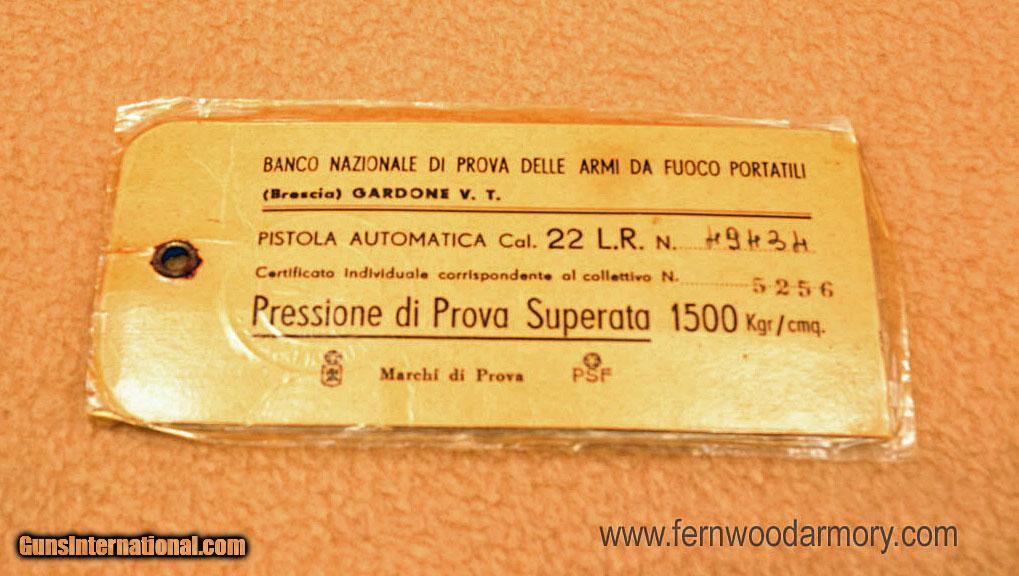 BANCO NAZIONALE DI PROVA DELLE ARMI DA FUOCO PORTATILI
(Brescia) GARDONE V. T.
PISTOLA AUTOMATICA Cal. 22 L.R. N. 49434
Certificato individuale corrispondente al collettivo N. 5256
Pressione di Prova Superata 1500 Kgr/cmq.
Marchi di Prova PSF
GunsInternational.com
www.fernwoodarmory.com